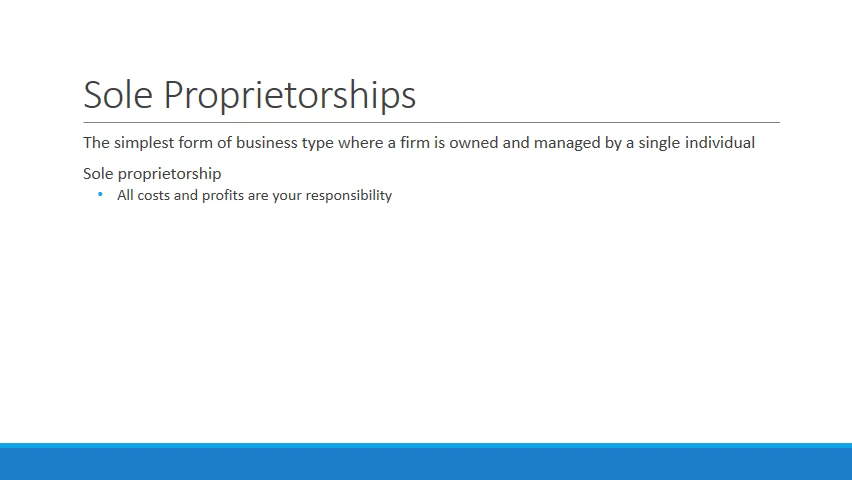 Sole Proprietorships
The simplest form of business type where a firm is owned and managed by a single individual
Sole proprietorship
• All costs and profits are your responsibility